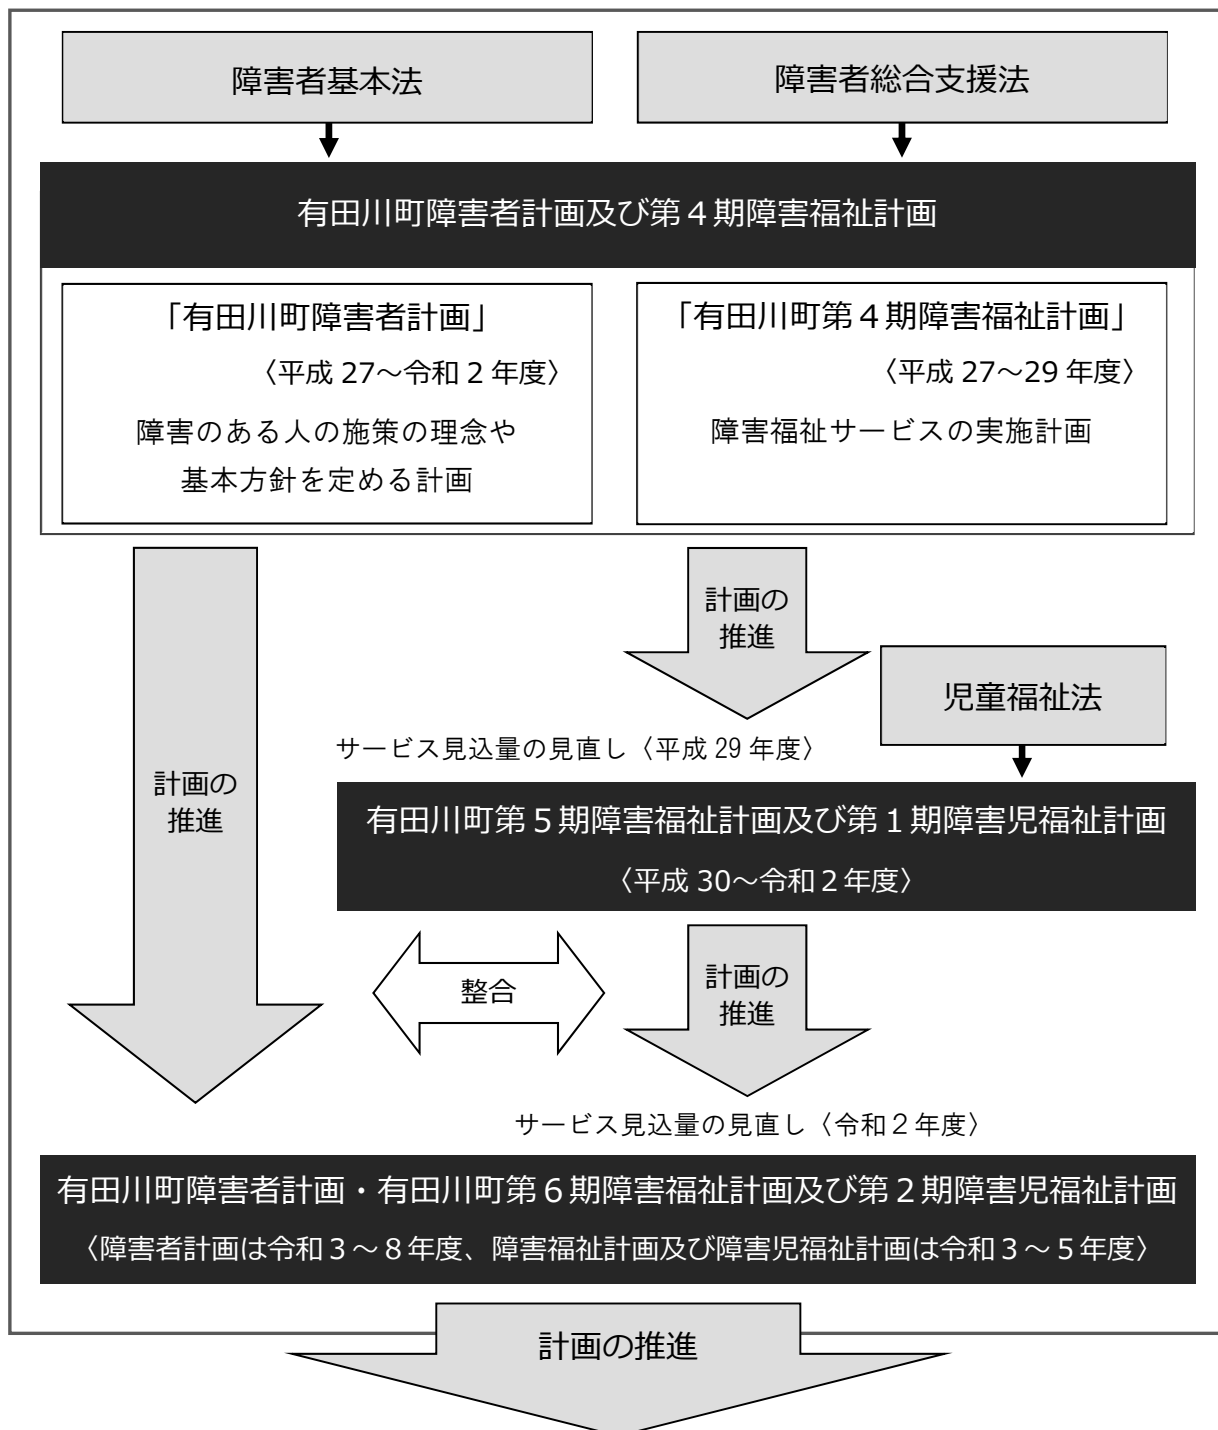 障害者基本法
障害者総合支援法
有田川町障害者計画及び第４期障害福祉計画
「有田川町障害者計画」
〈平成 27～令和２年度〉
障害のある人の施策の理念や
基本方針を定める計画
「有田川町第４期障害福祉計画」
〈平成 27～29 年度〉
障害福祉サービスの実施計画
計画の
推進
児童福祉法
サービス見込量の見直し〈平成 29 年度〉
計画の
推進
有田川町第５期障害福祉計画及び第１期障害児福祉計画
〈平成 30～令和２年度〉
整合
計画の
推進
サービス見込量の見直し〈令和２年度〉
有田川町障害者計画・有田川町第６期障害福祉計画及び第２期障害児福祉計画
〈障害者計画は令和３～８年度、障害福祉計画及び障害児福祉計画は令和３～５年度〉
計画の推進